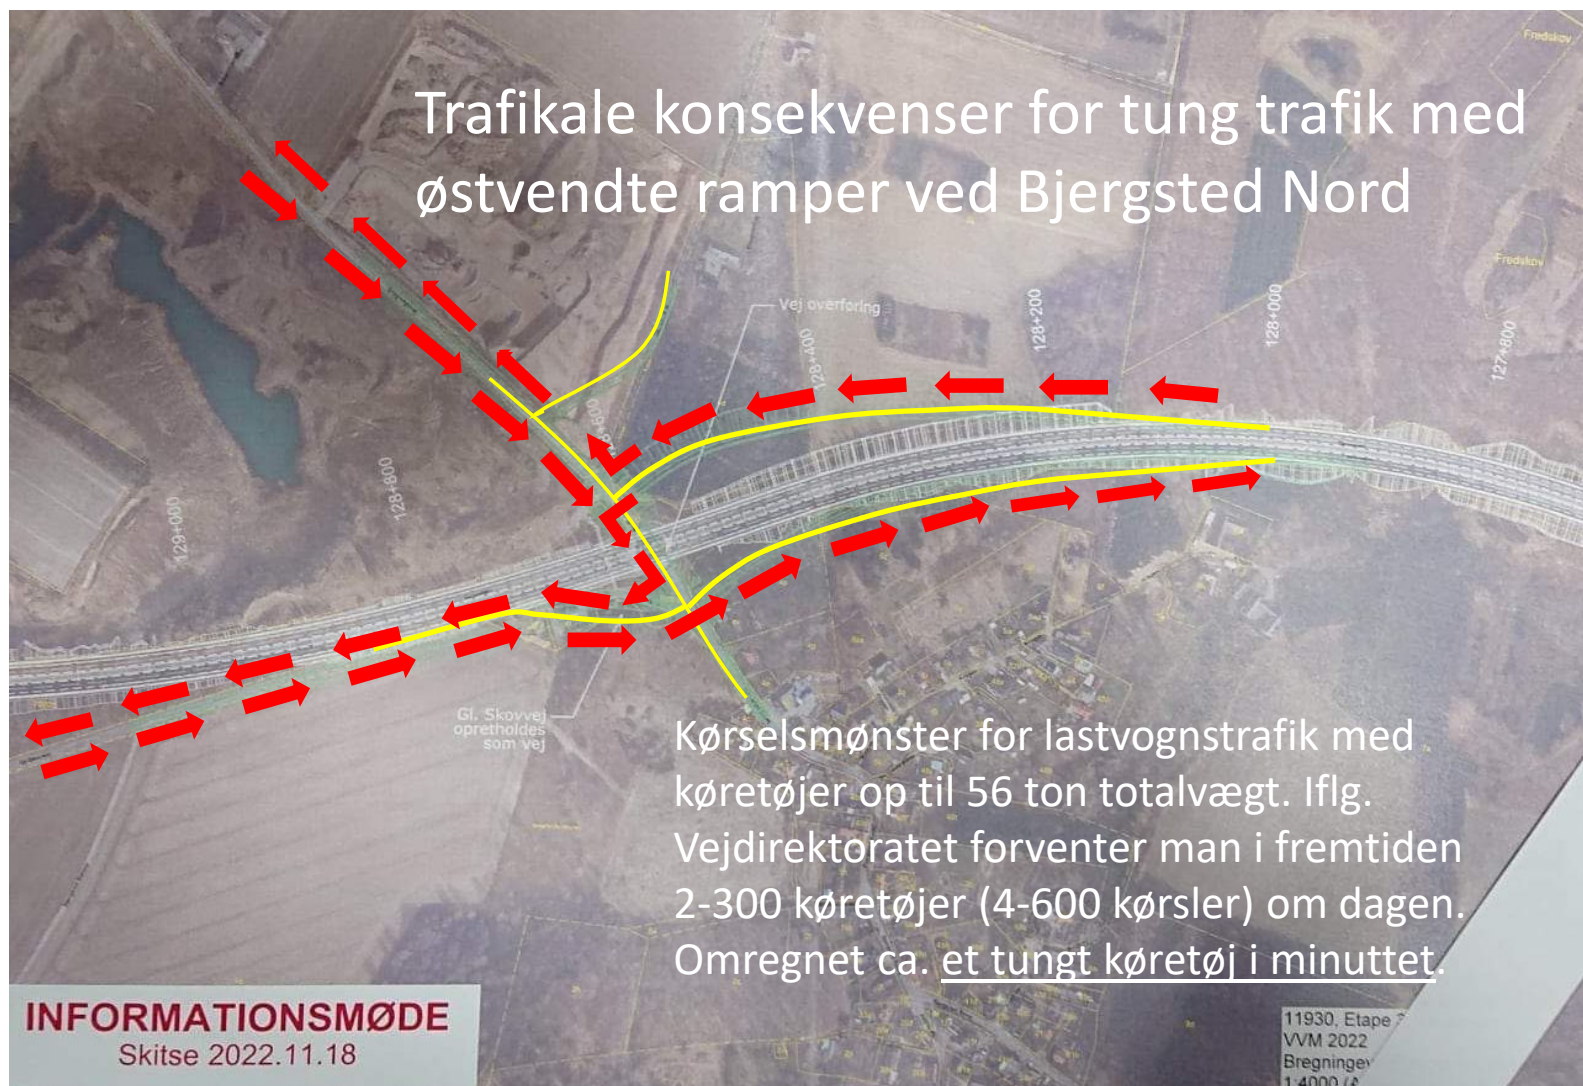 Fredskov
Trafikale konsekvenser for tung trafik med
østvendte ramper ved Bjergsted Nord
Fredskov
Vej overføring
128+400
128+200
128+000
127+800
128+800
129+000
Gl. Skovvej
opretholdes
som vej
Kørselsmønster for lastvognstrafik med
køretøjer op til 56 ton totalvægt. Iflg.
Vejdirektoratet forventer man i fremtiden
2-300 køretøjer (4-600 kørsler) om dagen.
Omregnet ca. et tungt køretøj i minuttet.
INFORMATIONSMØDE
Skitse 2022.11.18
11930, Etape
VVM 2022
Bregninge
1:4000